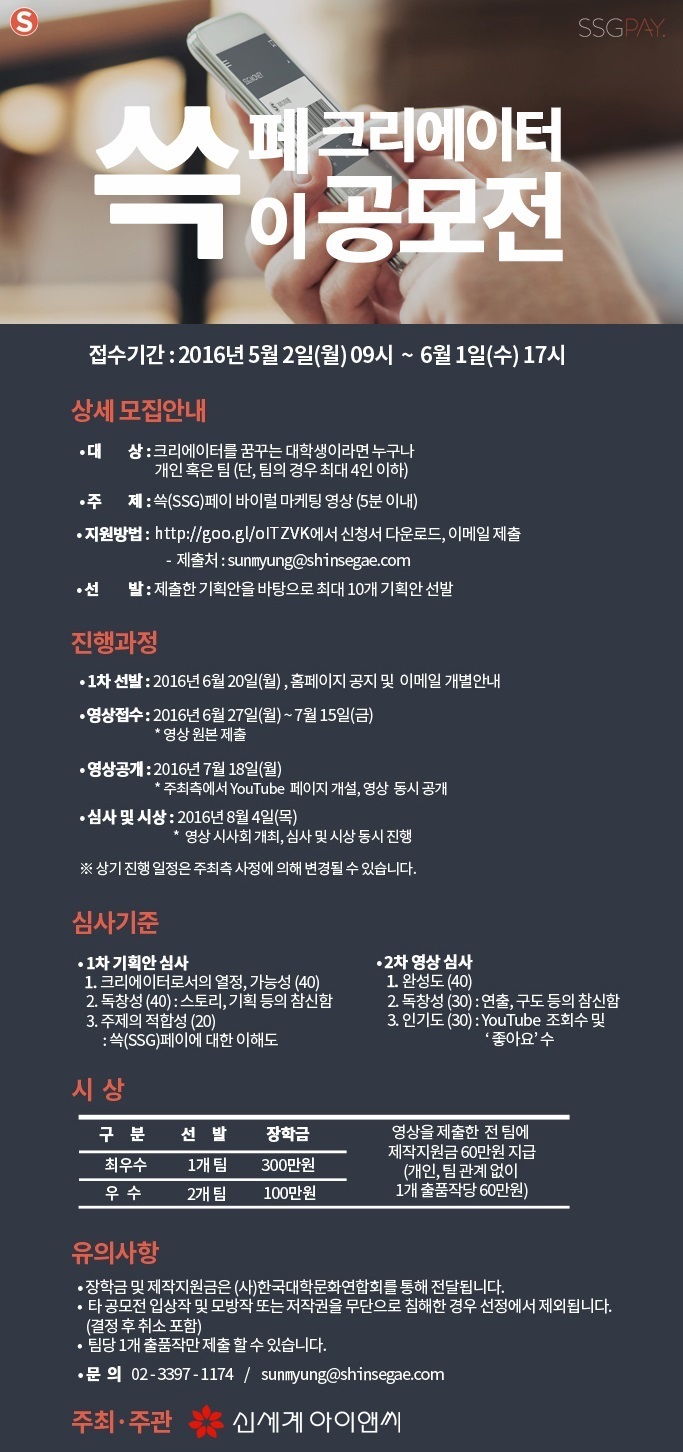 S
SSGPAY.
쓱페이 크리에이터
공모전
접수기간 : 2016년 5월 2일(월) 09시 ~ 6월 1일(수) 17시
상세 모집안내
• 대 상 : 크리에이터를 꿈꾸는 대학생이라면 누구나
개인 혹은 팀 (단, 팀의 경우 최대 4인 이하)
• 주 제 : 쓱(SSG)페이 바이럴 마케팅 영상 (5분 이내)
• 지원방법 : http://goo.gl/oITZVK에서 신청서 다운로드, 이메일 제출
- 제출처 : sunmyung@shinsegae.com
• 선 발 : 제출한 기획안을 바탕으로 최대 10개 기획안 선발
진행과정
• 1차 선발 : 2016년 6월 20일(월) , 홈페이지 공지 및 이메일 개별안내
• 영상접수 : 2016년 6월 27일(월) ~ 7월 15일(금)
* 영상 원본 제출
• 영상공개 : 2016년 7월 18일(월)
* 주최측에서 YouTube 페이지 개설, 영상 동시 공개
• 심사 및 시상 : 2016년 8월 4일(목)
* 영상 시사회 개최, 심사 및 시상 동시 진행
※ 상기 진행 일정은 주최측 사정에 의해 변경될 수 있습니다.
심사기준
• 1차 기획안 심사
1. 크리에이터로서의 열정, 가능성 (40)
2. 독창성 (40) : 스토리, 기획 등의 참신함
3. 주제의 적합성 (20)
: 쓱(SSG)페이에 대한 이해도
• 2차 영상 심사
1. 완성도 (40)
2. 독창성 (30) : 연출, 구도 등의 참신함
3. 인기도 (30) : YouTube 조회수 및
‘좋아요’ 수
시 상
구 분 선 발 장학금
최우수 1개 팀 300만원
우 수 2개 팀 100만원
영상을 제출한 전 팀에
제작지원금 60만원 지급
(개인, 팀 관계 없이
1개 출품작당 60만원)
유의사항
• 장학금 및 제작지원금은 (사)한국대학문화연합회를 통해 전달됩니다.
• 타 공모전 입상작 및 모방작 또는 저작권을 무단으로 침해한 경우 선정에서 제외됩니다.
(결정 후 취소 포함)
• 팀당 1개 출품작만 제출 할 수 있습니다.
• 문 의 02 - 3397 - 1174 / sunmyung@shinsegae.com
주최 · 주관 신세계 아이앤씨